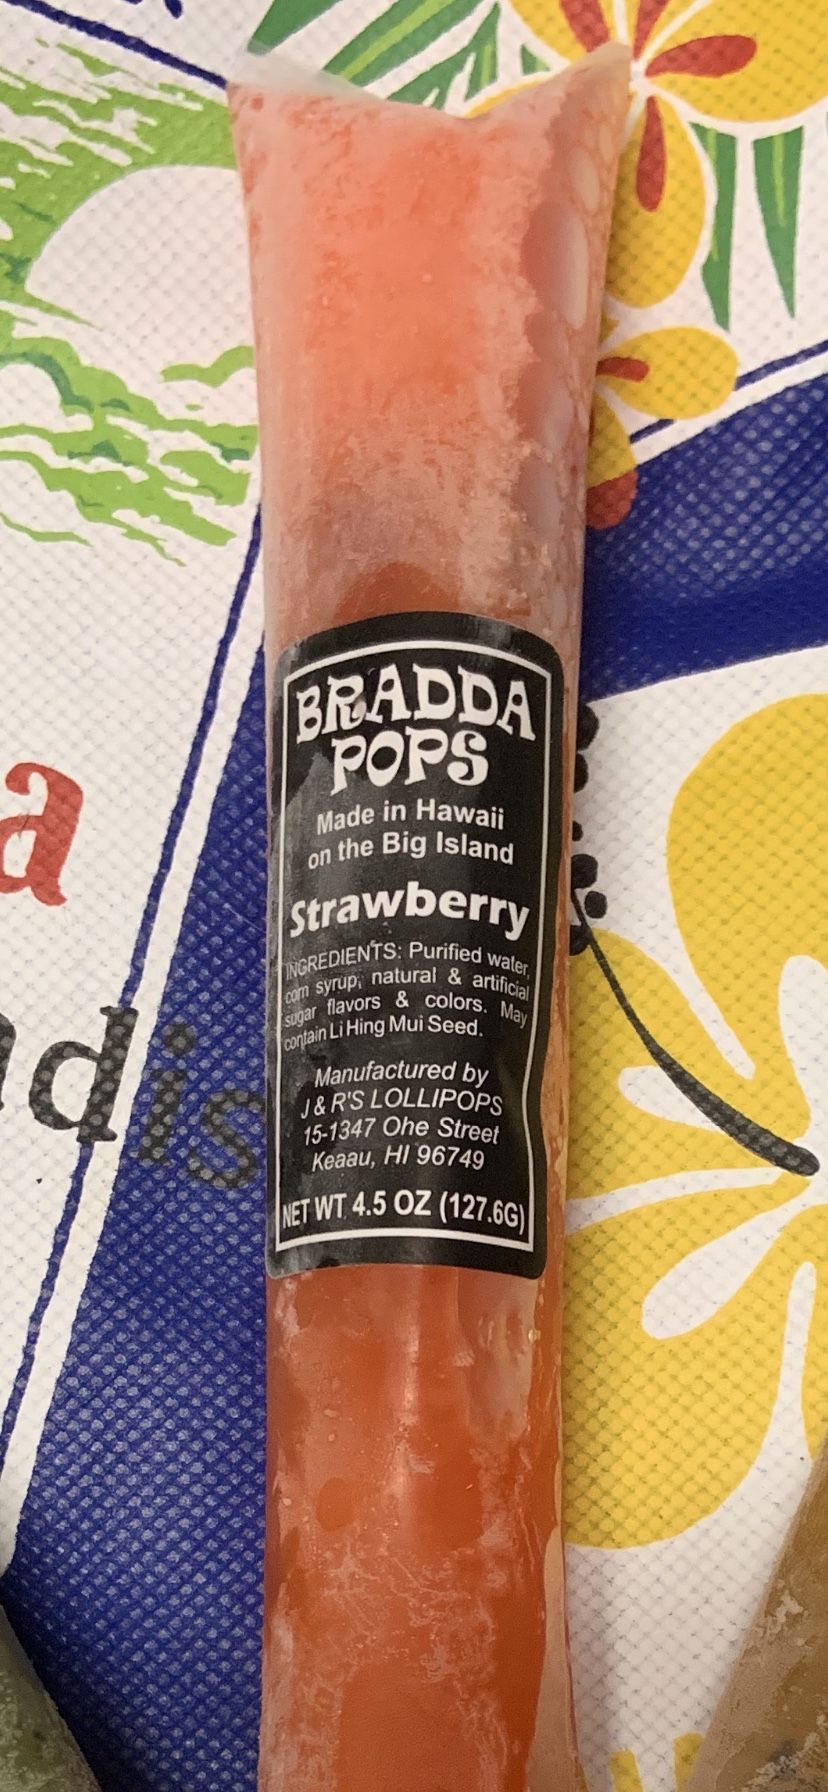 BRADDA
POPS
Made in Hawaii
on the Big Island
Strawberry
INGREDIENTS: Purified water,
corn syrup, natural & artificial
sugar flavors & colors. May
contain Li Hing Mui Seed.
Manufactured by
J & R'S LOLLIPOPS
15-1347 Ohe Street
Keaau, HI 96749
NET WT 4.5 OZ (127.6G)
a
adis